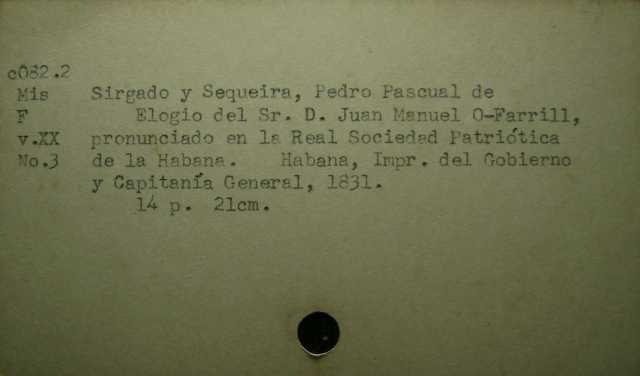 c082.2
Mis Sirgado y Sequeira, Pedro Pascual de
F Elogio del Sr. D. Juan Manuel O-Farrill,
v.XX pronunciado en la Real Sociedad Patriótica
No.3 de la Habana. Habana, Impr. del Gobierno
y Capitanía General, 1831.
14 p. 21cm.